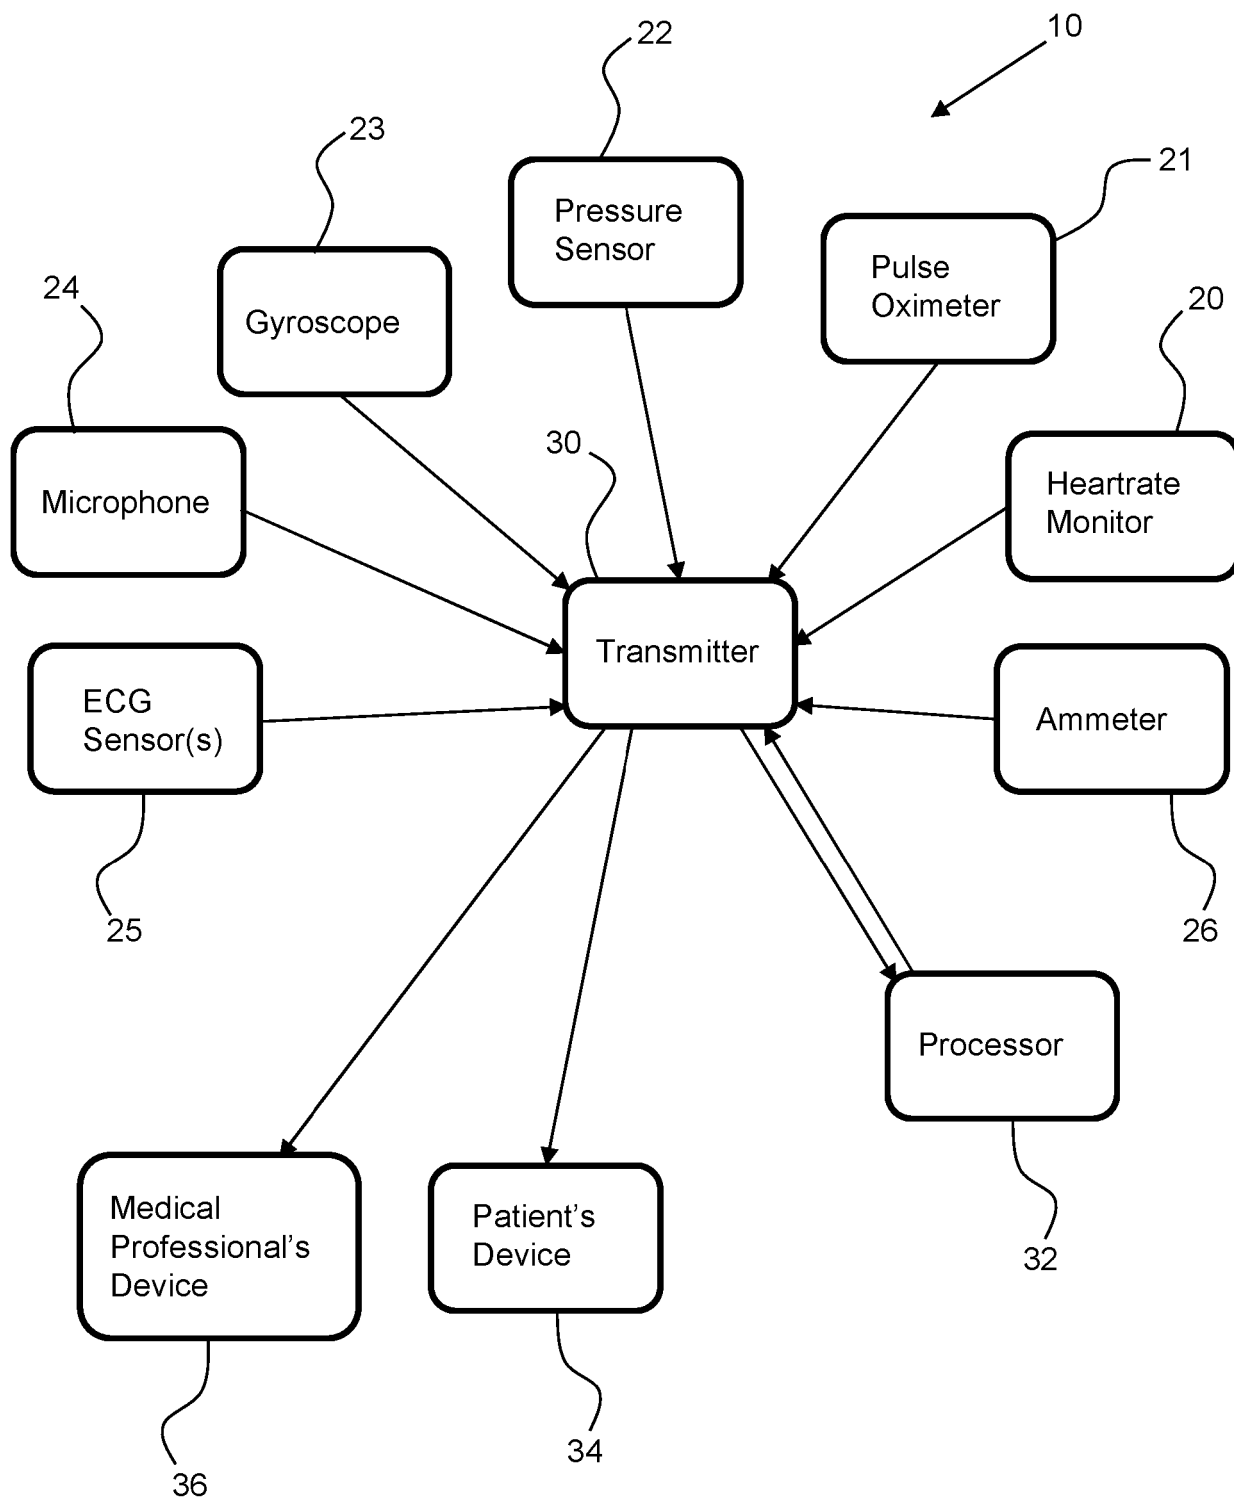 10
22
23
21
Pressure
Sensor
Pulse
Oximeter
24
Gyroscope
20
30
Microphone
Heartrate
Monitor
Transmitter
ECG
Sensor(s)
Ammeter
25
26
Processor
Medical
Professional’s
Device
Patient’s
Device
32
34
36